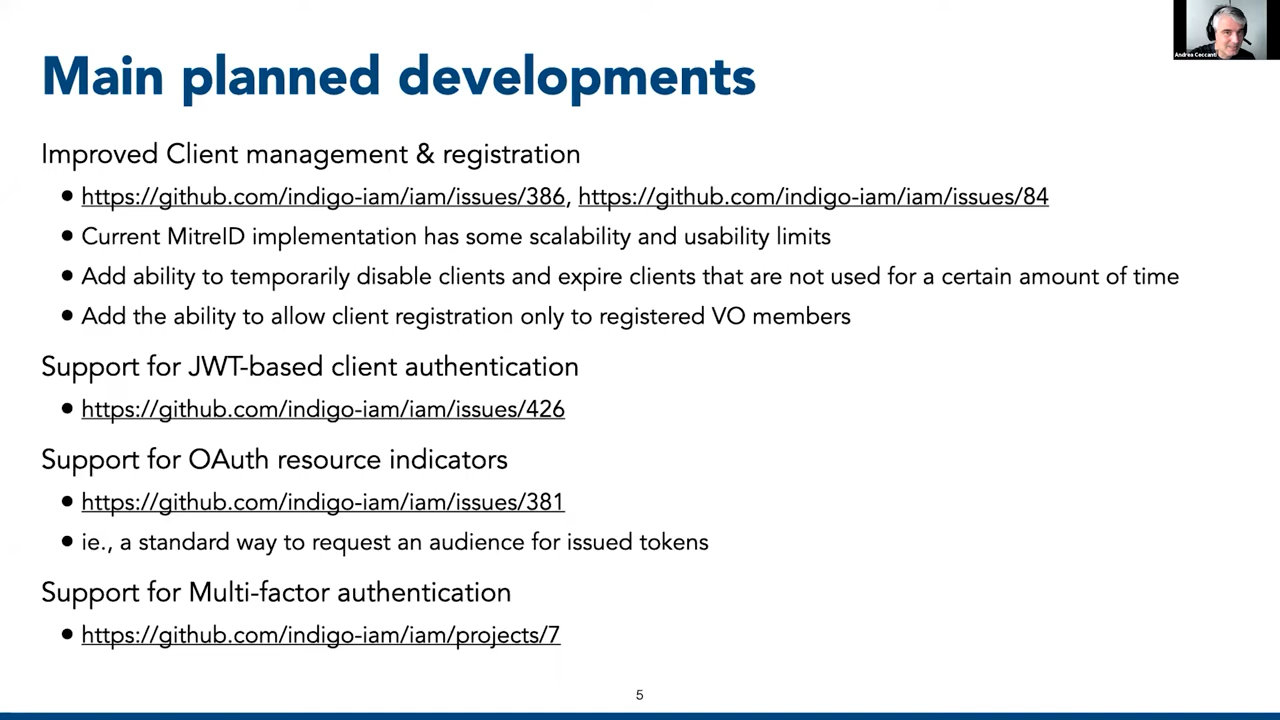 Main planned developments
Andrea Ceccanti
Improved Client management & registration
• https://github.com/indigo-iam/iam/issues/386, https://github.com/indigo-iam/iam/issues/84
• Current MitreID implementation has some scalability and usability limits
• Add ability to temporarily disable clients and expire clients that are not used for a certain amount of time
• Add the ability to allow client registration only to registered VO members
Support for JWT-based client authentication
• https://github.com/indigo-iam/iam/issues/426
Support for OAuth resource indicators
• https://github.com/indigo-iam/iam/issues/381
• ie., a standard way to request an audience for issued tokens
Support for Multi-factor authentication
• https://github.com/indigo-iam/iam/projects/7
5